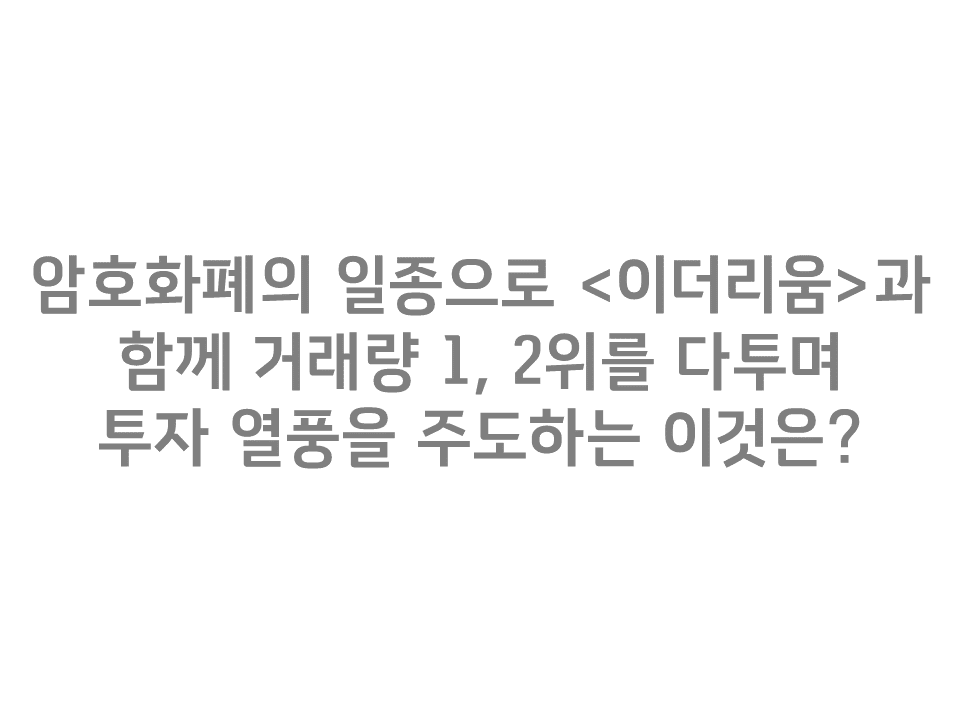 암호화폐의 일종으로 <이더리움>과
함께 거래량 1, 2위를 다투며
투자 열풍을 주도하는 이것은?